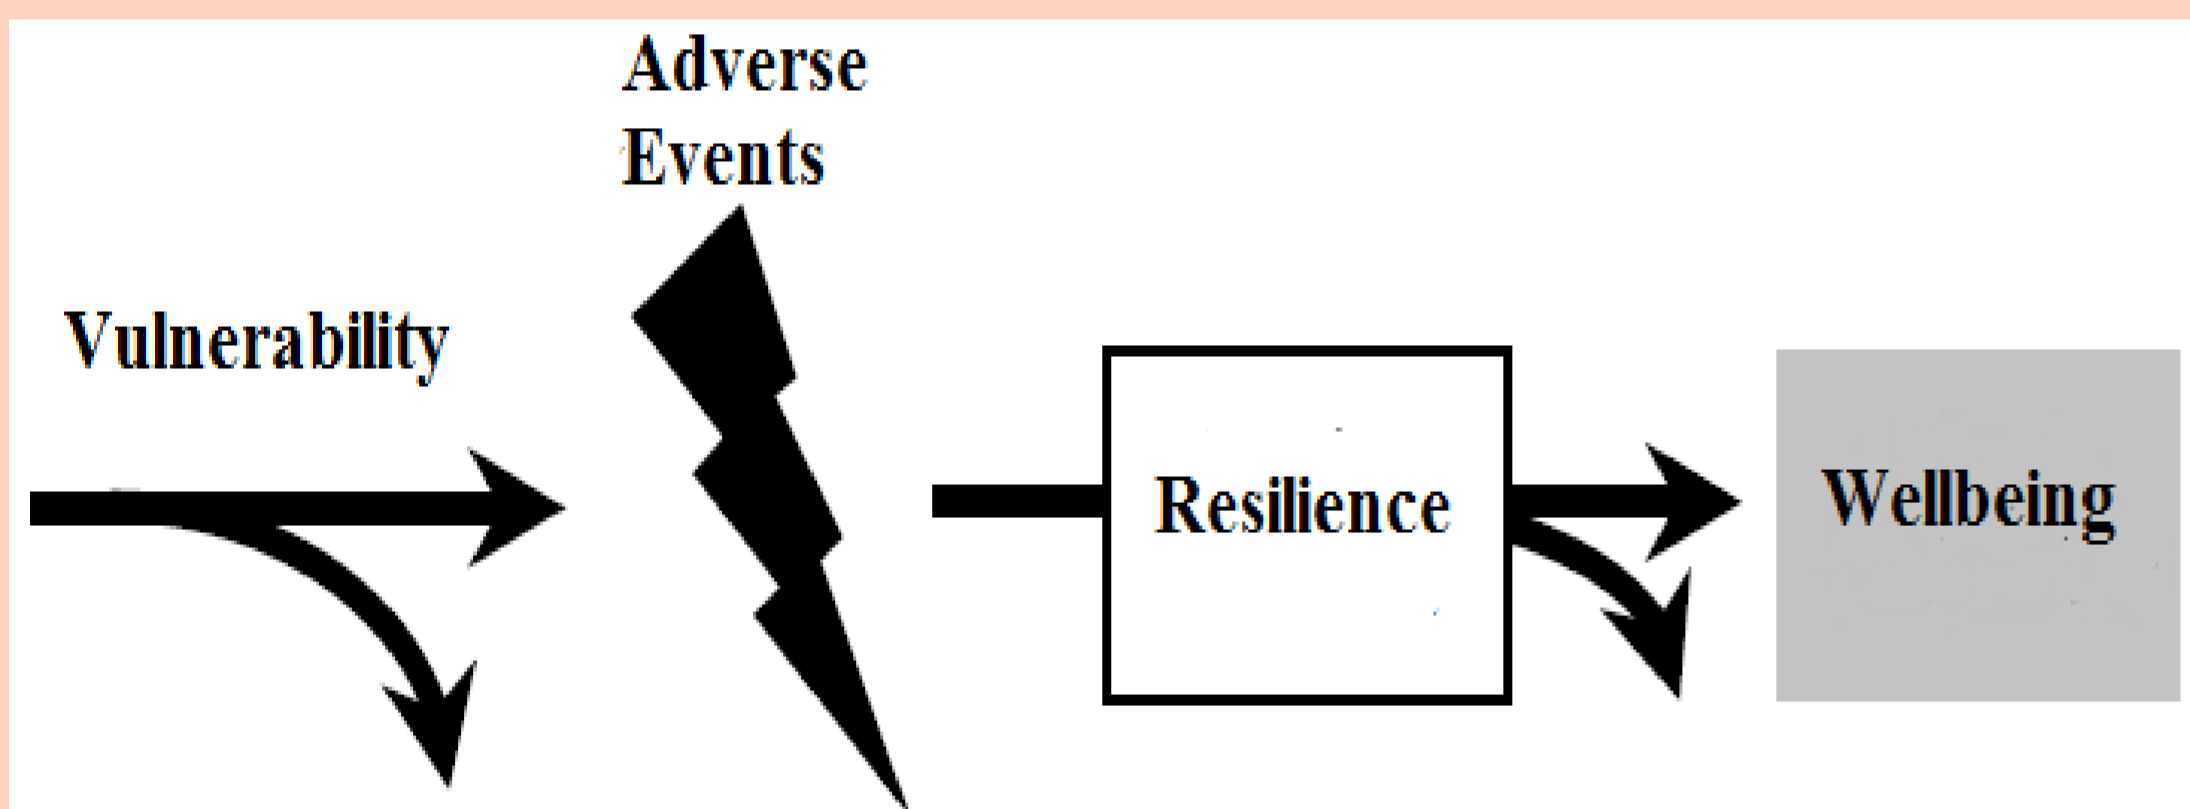 Adverse
Events
Vulnerability
Resilience
Wellbeing